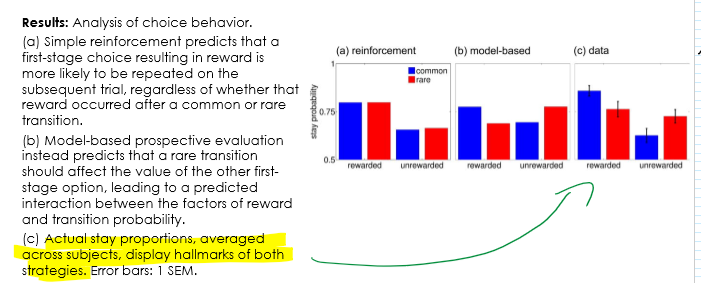 Results: Analysis of choice behavior.
(a) Simple reinforcement predicts that a
first-stage choice resulting in reward is
more likely to be repeated on the
subsequent trial, regardless of whether that
reward occurred after a common or rare
transition.
(b) Model-based prospective evaluation
instead predicts that a rare transition
should affect the value of the other first-
stage option, leading to a predicted
interaction between the factors of reward
and transition probability.
(c) Actual stay proportions, averaged
across subjects, display hallmarks of both
strategies. Error bars: 1 SEM.
(a) reinforcement
(b) model-based
(c) data
common
rare
stay probability
1
0.75
0.5
rewarded unrewarded
rewarded unrewarded
rewarded unrewarded